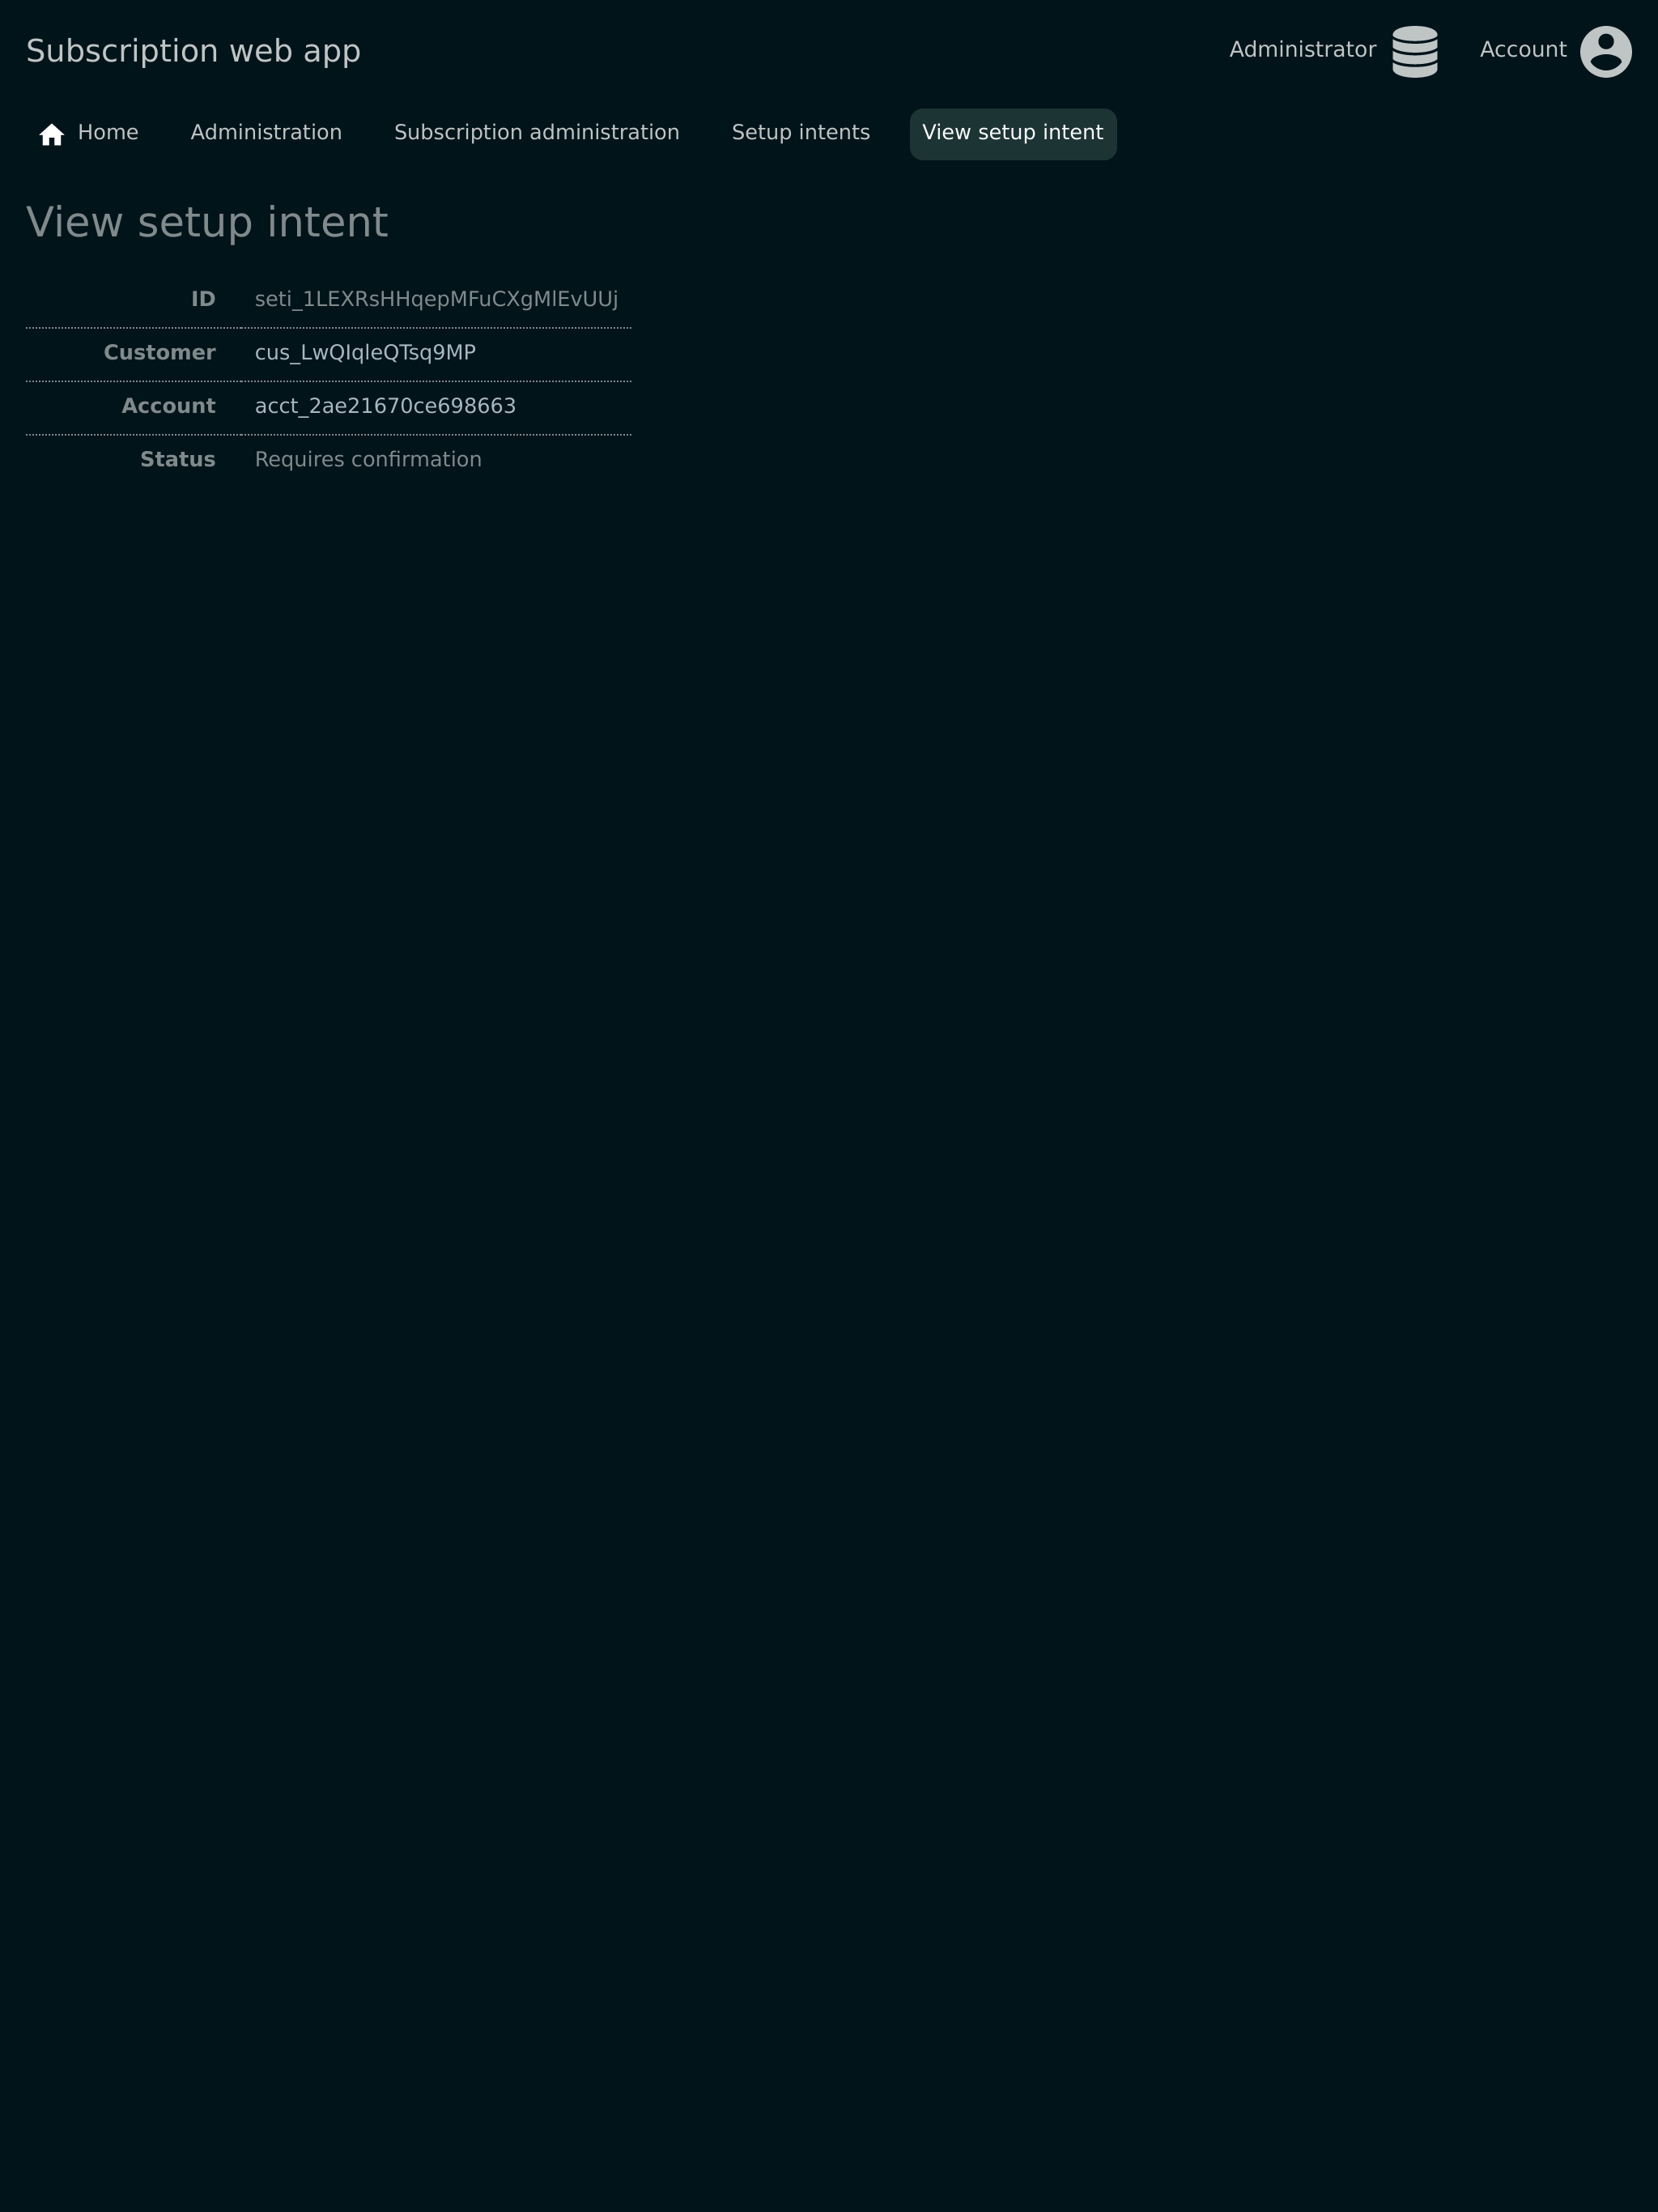 Subscription web app
Administrator
Account
Home
Administration
Subscription administration
Setup intents
View setup intent
View setup intent
ID seti_1LEXRsHHqepMFuCXgMlEvUUj
Customer cus_LwQIqleQTsq9MP
Account acct_2ae21670ce698663
Status Requires confirmation